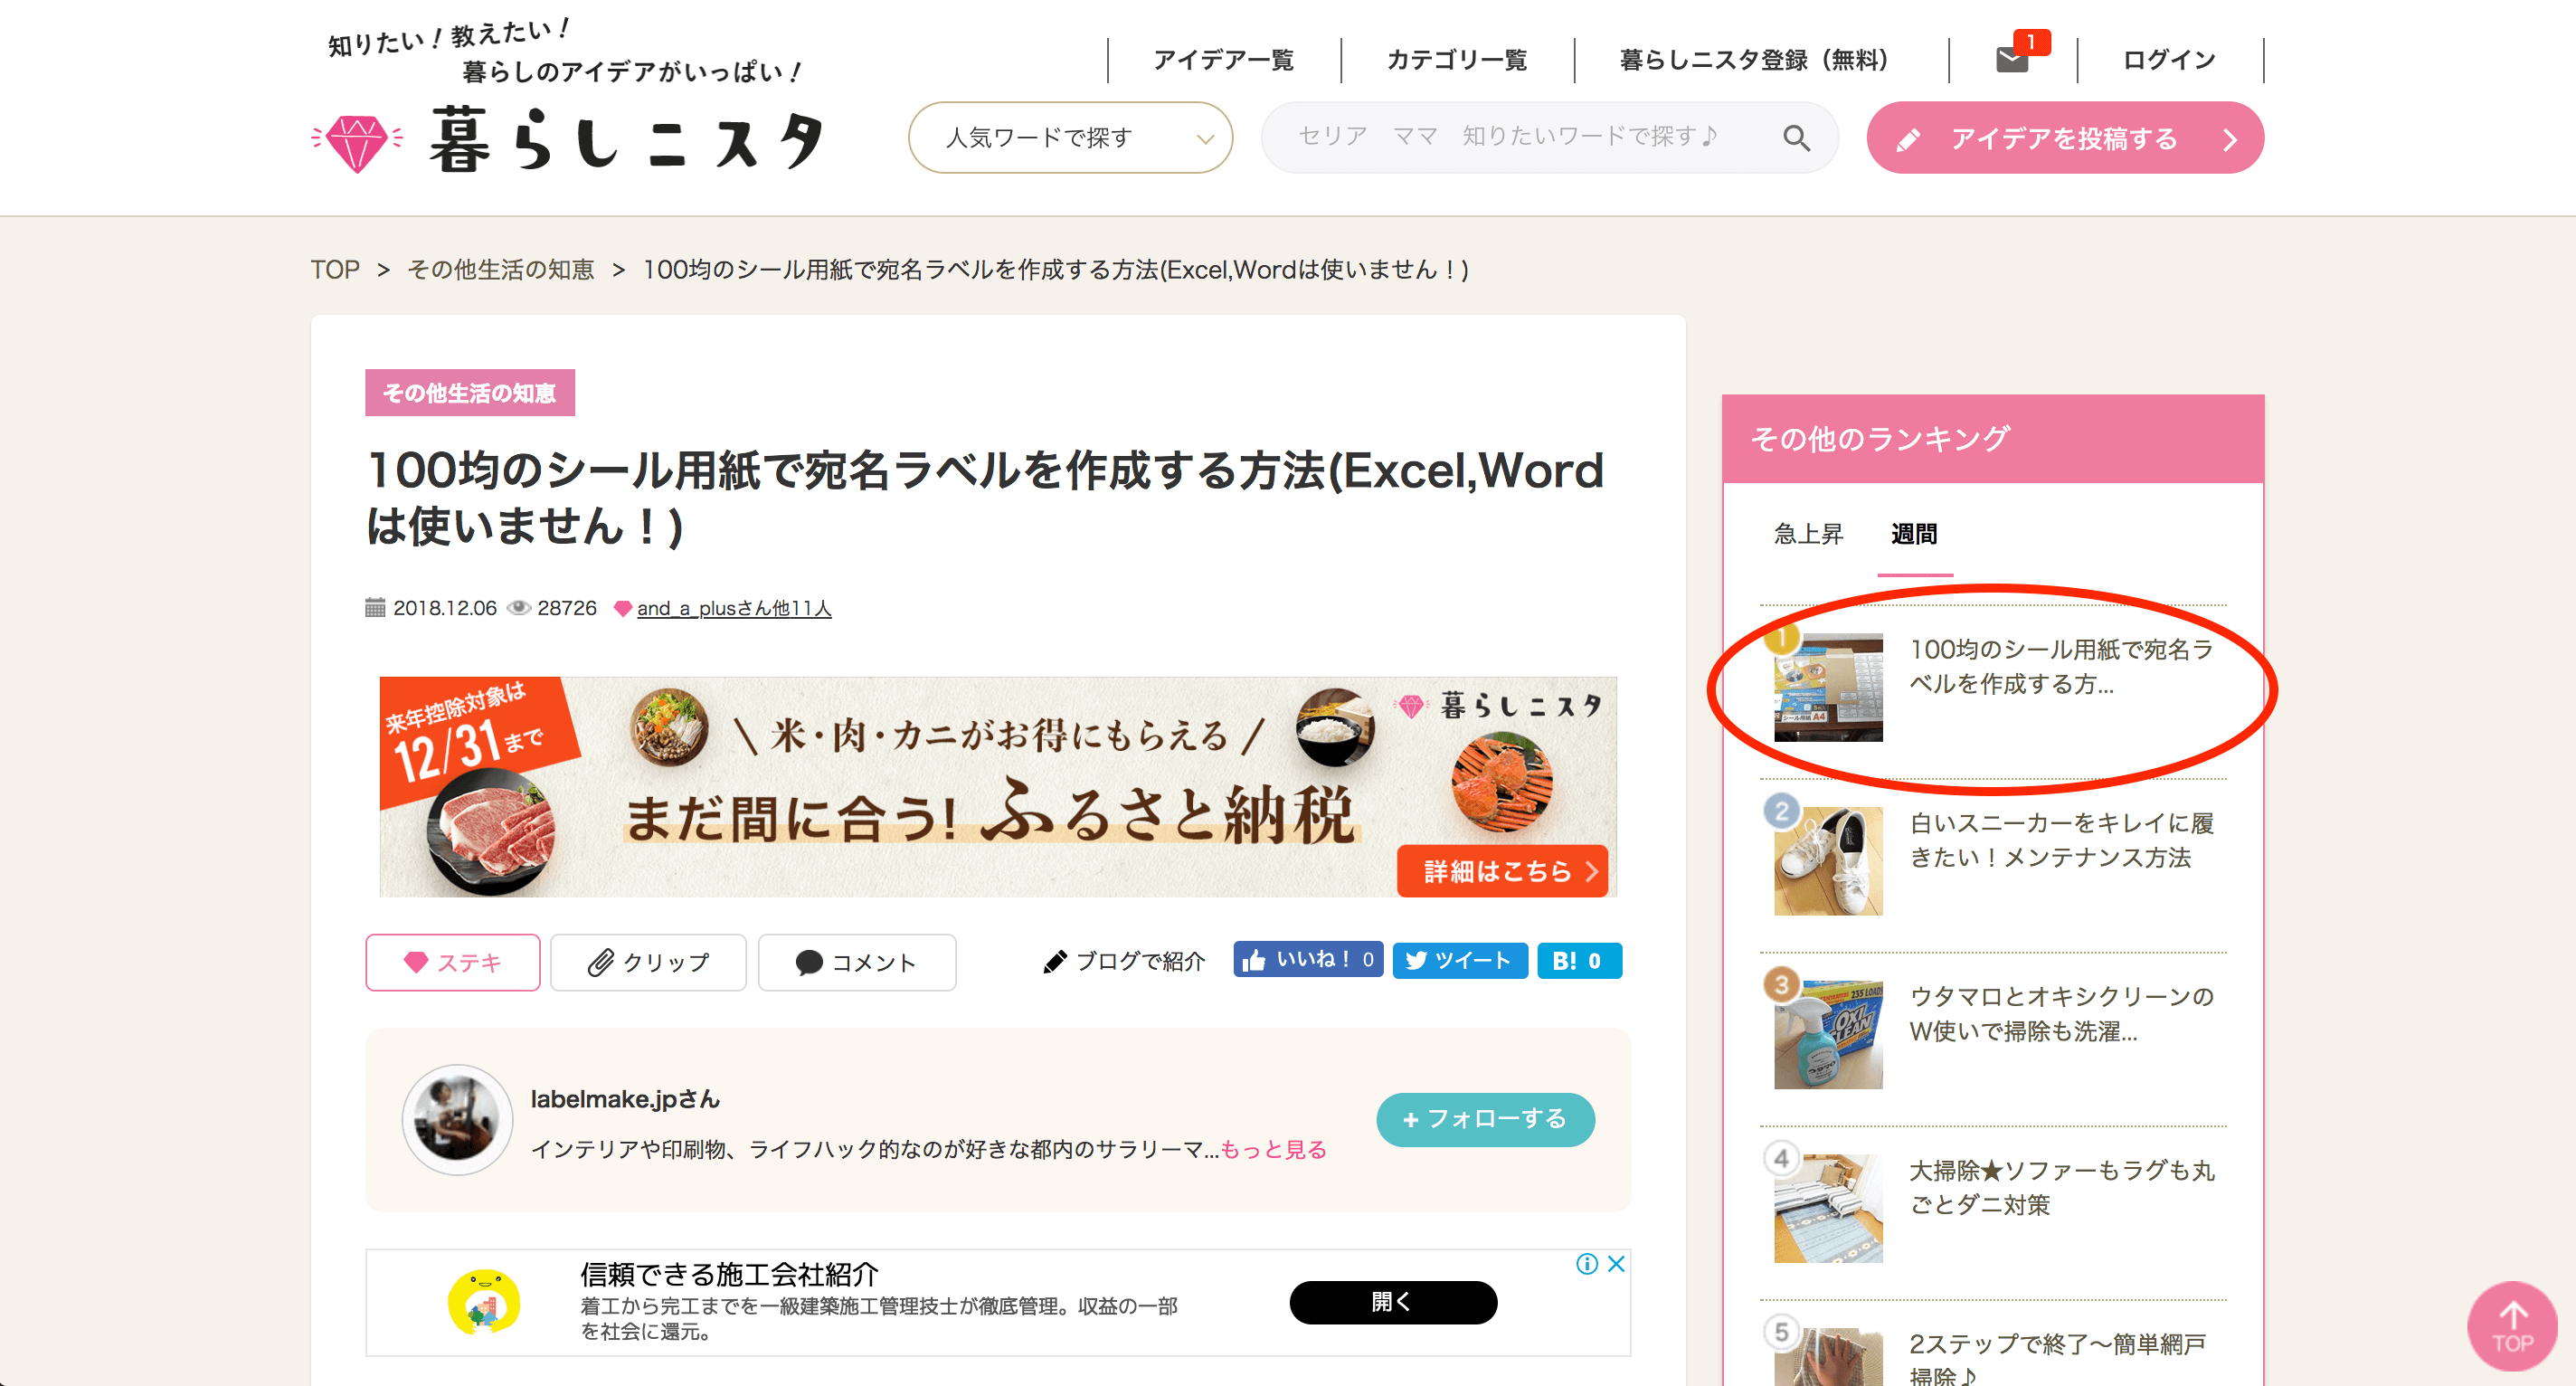 知りたい！教えたい！
暮らしのアイデアがいっぱい！
暮らしニスタ
アイデア一覧
カテゴリ一覧
暮らしニスタ登録（無料）
1
ログイン
人気ワードで探す
セリア　ママ　知りたいワードで探す♪
アイデアを投稿する
TOP > その他生活の知恵 > 100均のシール用紙で宛名ラベルを作成する方法(Excel,Wordは使いません！)
その他生活の知恵
100均のシール用紙で宛名ラベルを作成する方法(Excel,Word
は使いません！)
2018.12.06 28726 and_a_plusさん他11人
来年控除対象は
12/31まで
\ 米・肉・カニがお得にもらえる /
まだ間に合う! ふるさと納税
暮らしニスタ
詳細はこちら
ステキ
クリップ
コメント
ブログで紹介
いいね！ 0
ツイート
B! 0
labelmake.jpさん
インテリアや印刷物、ライフハック的なのが好きな都内のサラリーマ...もっと見る
+ フォローする
信頼できる施工会社紹介
着工から完工までを一級建築施工管理技士が徹底管理。収益の一部
を社会に還元。
開く
その他のランキング
急上昇
週間
1
シール用紙 A4
100均のシール用紙で宛名ラ
ベルを作成する方...
2
白いスニーカーをキレイに履
きたい！メンテナンス方法
3
235 LOADS
OXI
CLEAN
ウタマロとオキシクリーンの
W使いで掃除も洗濯...
4
大掃除★ソファーもラグも丸
ごとダニ対策
5
2ステップで終了〜簡単網戸
掃除♪
TOP